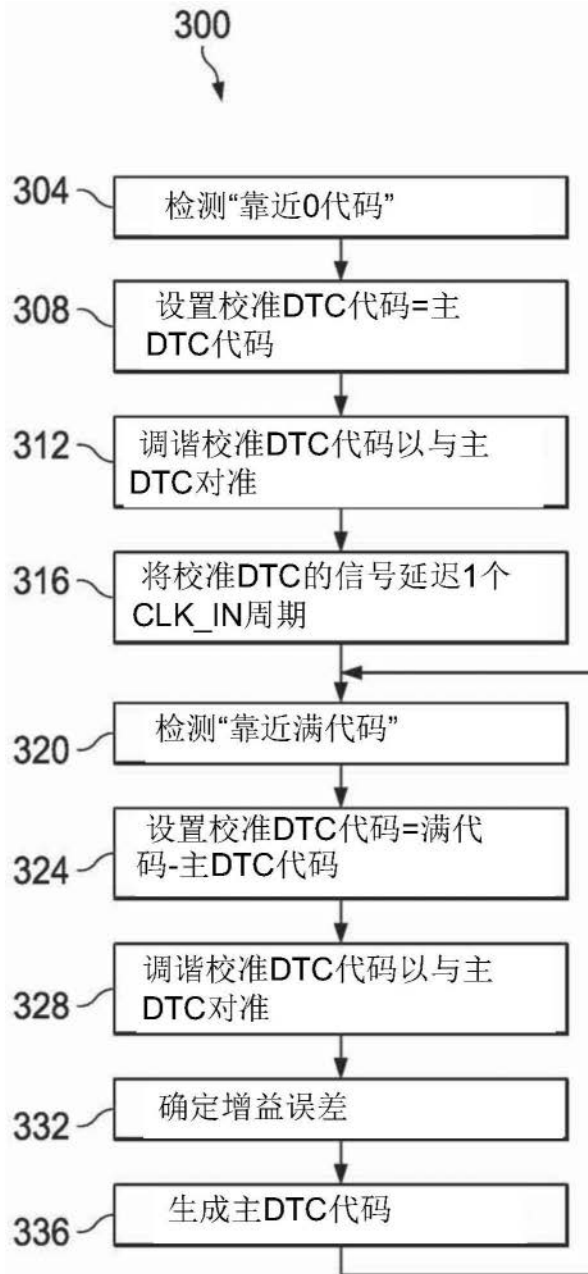 300
304
检测“靠近0代码”
308
设置校准DTC代码=主
DTC代码
312
调谐校准DTC代码以与主
DTC对准
316
将校准DTC的信号延迟1个
CLK_IN周期
320
检测“靠近满代码”
324
设置校准DTC代码=满代
码-主DTC代码
328
调谐校准DTC代码以与主
DTC对准
332
确定增益误差
336
生成主DTC代码